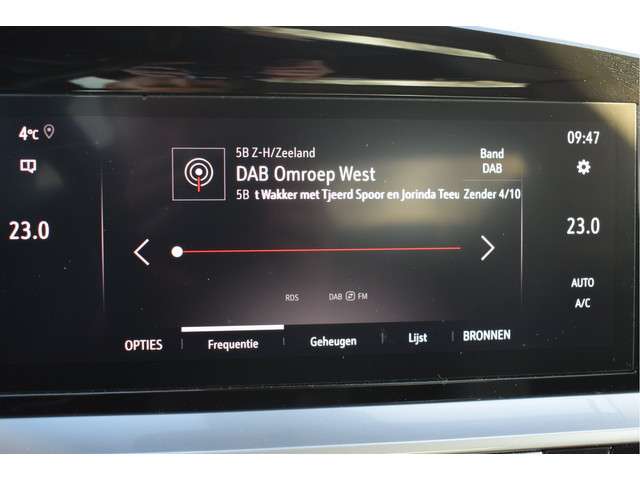 4°C
09:47
5B Z-H/Zeeland
DAB Omroep West
5B t Wakker met Tjeerd Spoor en Jorinda Teeu Zender 4/10
Band
DAB
23.0
23.0
RDS
DAB FM
AUTO
A/C
OPTIES
Frequentie
Geheugen
Lijst
BRONNEN